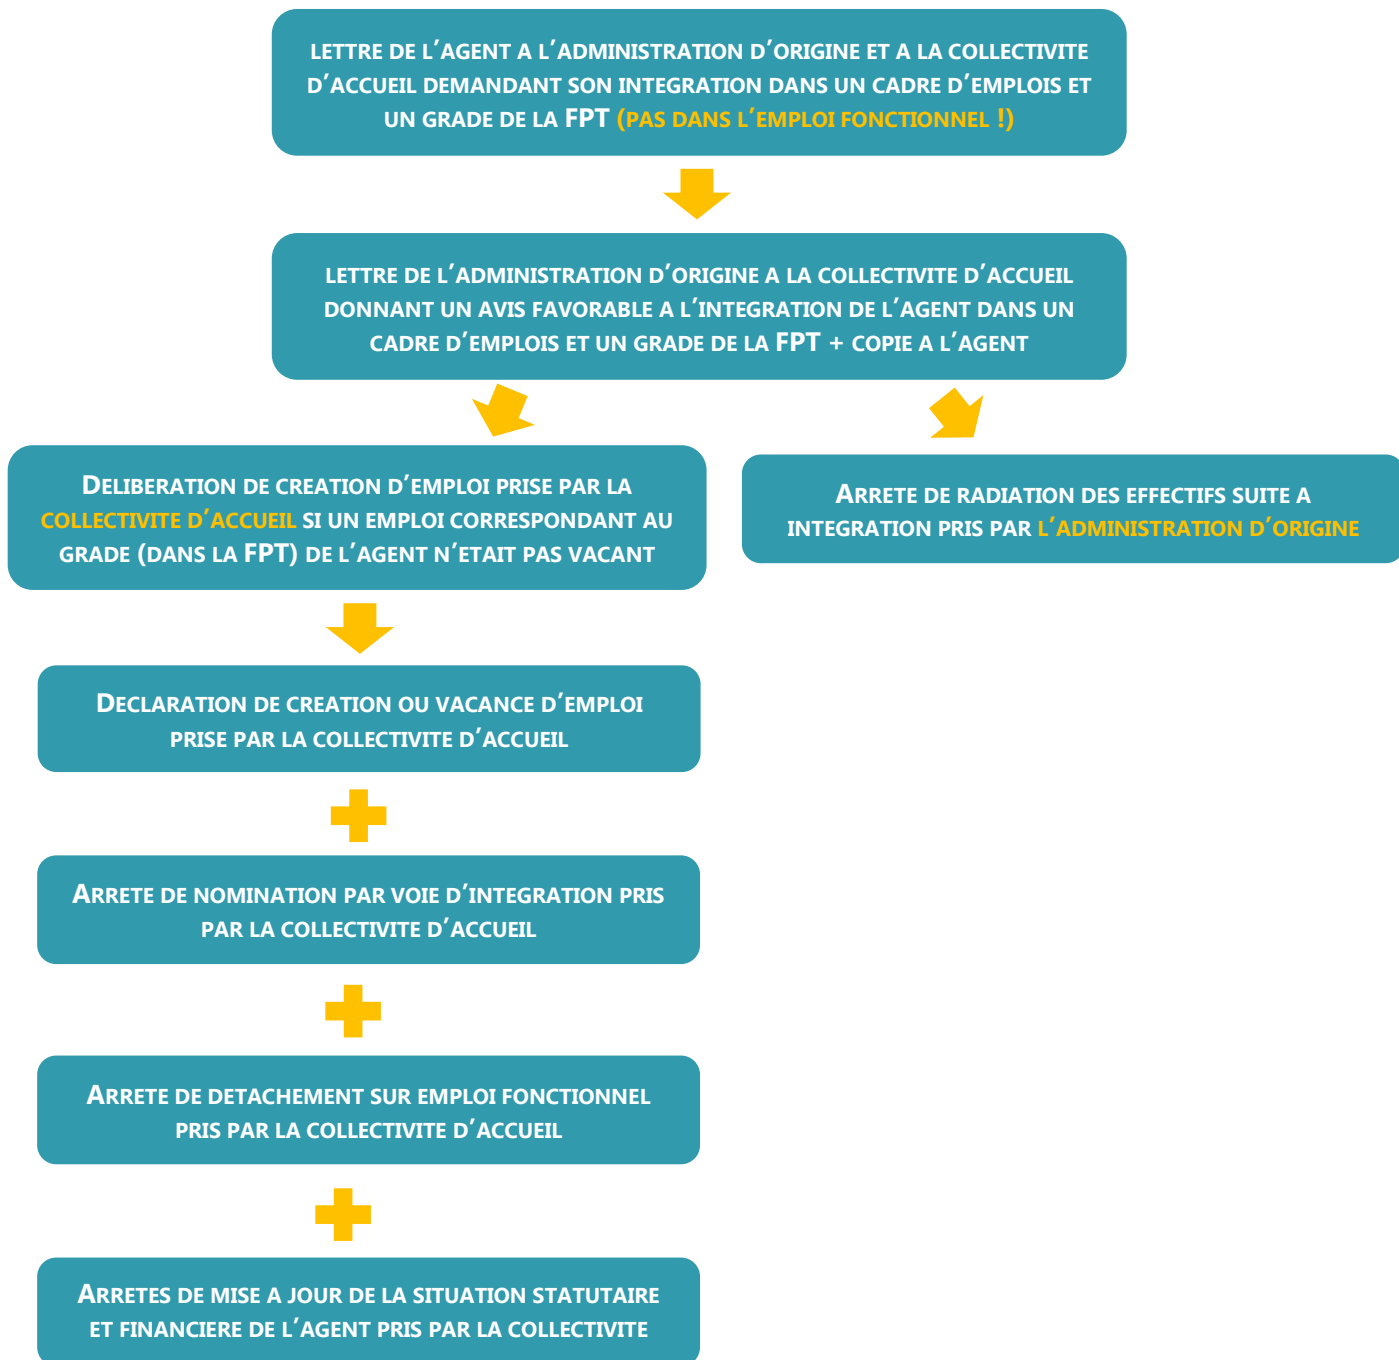 LETTRE DE L'AGENT A L'ADMINISTRATION D'ORIGINE ET A LA COLLECTIVITE
D'ACCUEIL DEMANDANT SON INTEGRATION DANS UN CADRE D'EMPLOIS ET
UN GRADE DE LA FPT (PAS DANS L'EMPLOI FONCTIONNEL !)
LETTRE DE L'ADMINISTRATION D'ORIGINE A LA COLLECTIVITE D'ACCUEIL
DONNANT UN AVIS FAVORABLE A L'INTEGRATION DE L'AGENT DANS UN
CADRE D'EMPLOIS ET UN GRADE DE LA FPT + COPIE A L'AGENT
DELIBERATION DE CREATION D'EMPLOI PRISE PAR LA
COLLECTIVITE D'ACCUEIL SI UN EMPLOI CORRESPONDANT AU
GRADE (DANS LA FPT) DE L'AGENT N'ETAIT PAS VACANT
ARRETE DE RADIATION DES EFFECTIFS SUITE A
INTEGRATION PRIS PAR L'ADMINISTRATION D'ORIGINE
DECLARATION DE CREATION OU VACANCE D'EMPLOI
PRISE PAR LA COLLECTIVITE D'ACCUEIL
ARRETE DE NOMINATION PAR VOIE D'INTEGRATION PRIS
PAR LA COLLECTIVITE D'ACCUEIL
ARRETE DE DETACHEMENT SUR EMPLOI FONCTIONNEL
PRIS PAR LA COLLECTIVITE D'ACCUEIL
ARRETES DE MISE A JOUR DE LA SITUATION STATUTAIRE
ET FINANCIERE DE L'AGENT PRIS PAR LA COLLECTIVITE